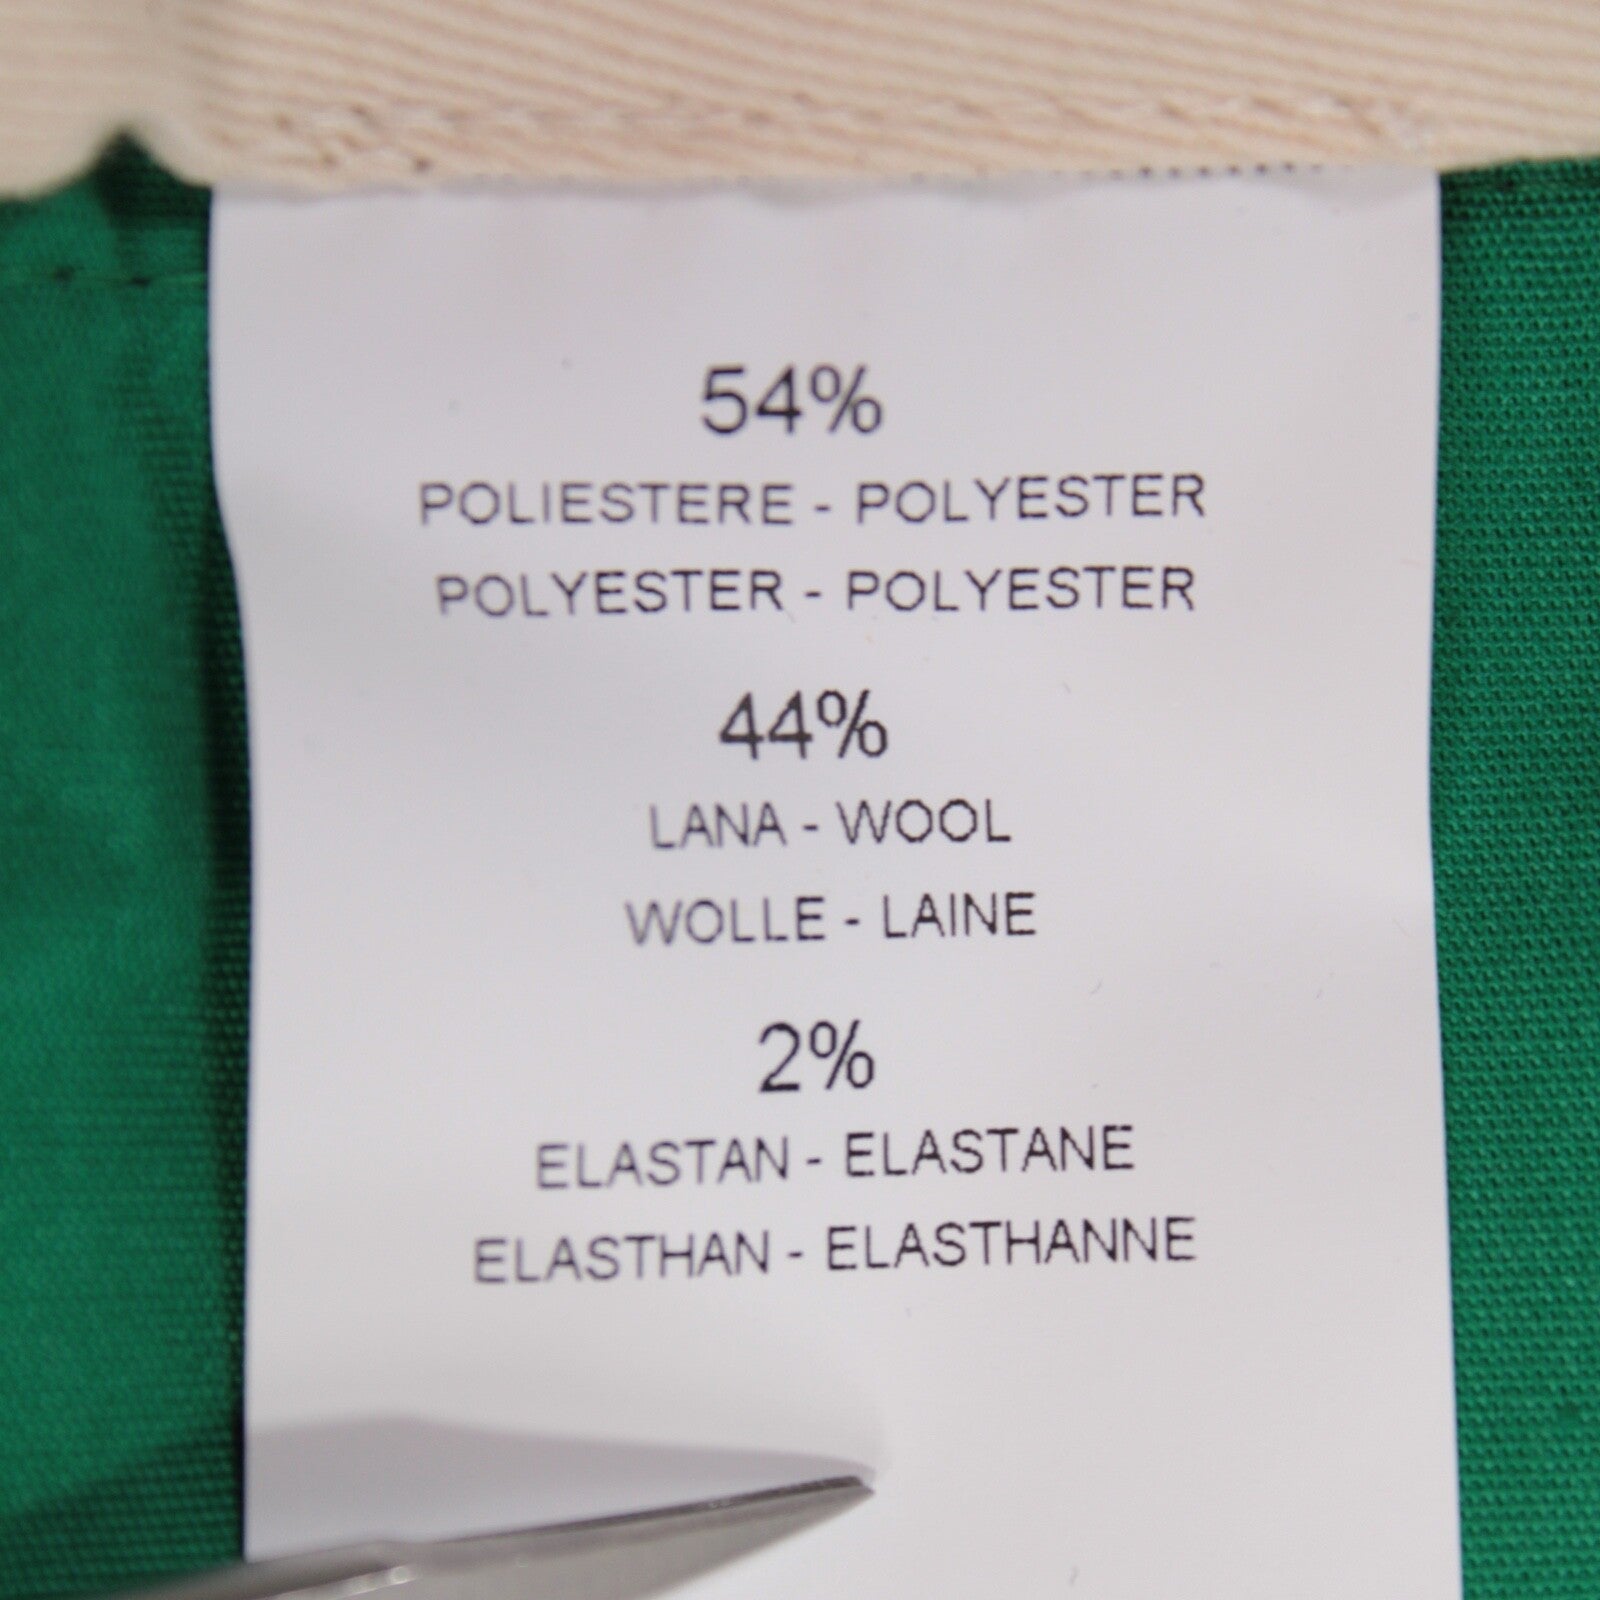 54%
POLIESTERE - POLYESTER
POLYESTER - POLYESTER
44%
LANA - WOOL
WOLLE - LAINE
2%
ELASTAN - ELASTANE
ELASTHAN - ELASTHANNE